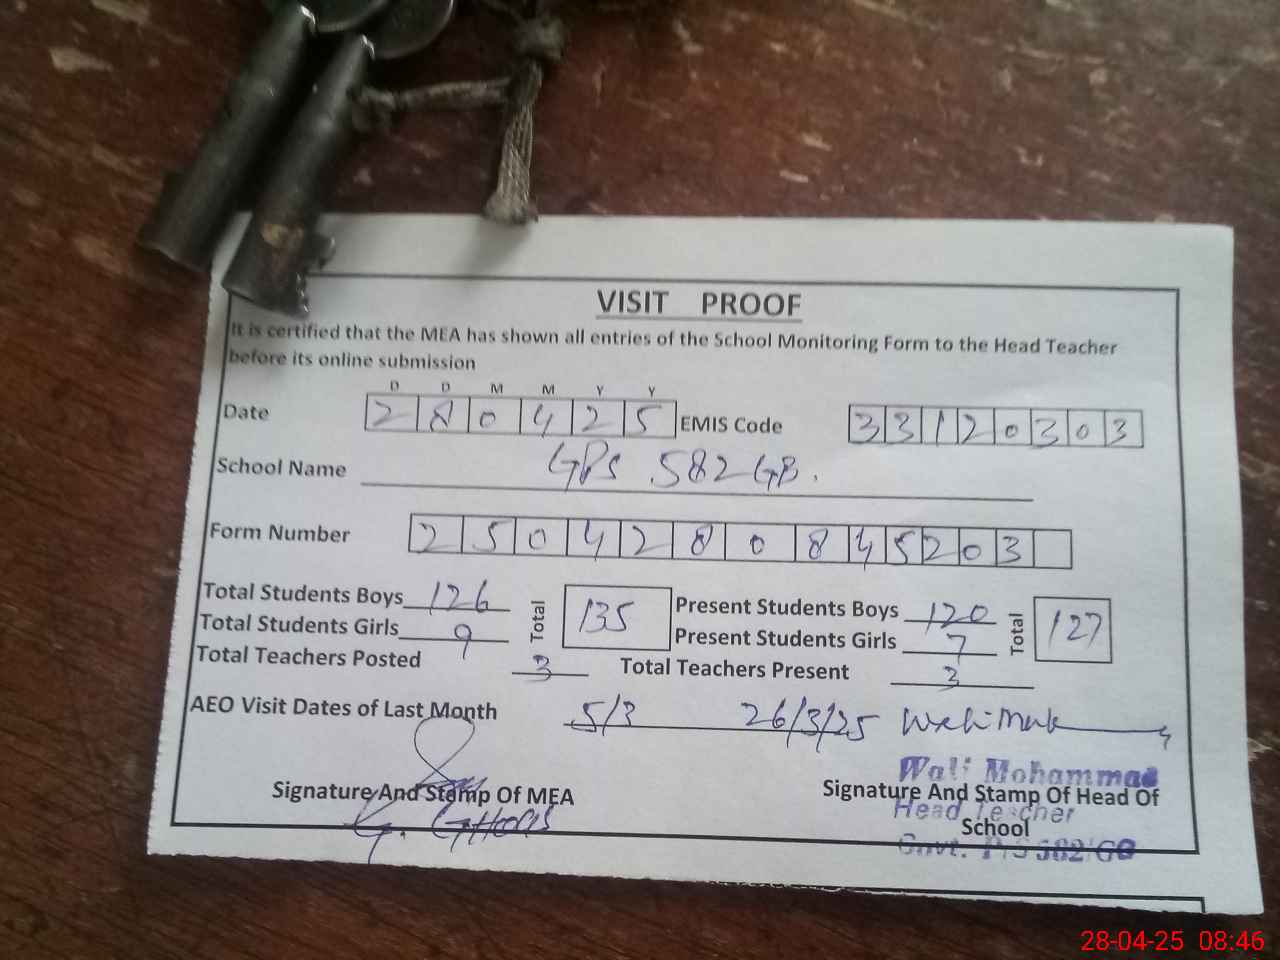 VISIT PROOF
It is certified that the MEA has shown all entries of the School Monitoring Form to the Head Teacher
before its online submission
D D M M Y Y
Date 2 8 0 4 2 5 EMIS Code 3 3 1 2 0 3 0 3
School Name GPS 582 GB.
Form Number 2 5 0 4 2 8 0 8 4 5 2 0 3
Total Students Boys 126 Total 135 Present Students Boys 120 Total 127
Total Students Girls 9 Present Students Girls 7
Total Teachers Posted 3 Total Teachers Present 3
AEO Visit Dates of Last Month 5/3 26/3/25
Wali Mohammad
Signature And Stamp Of MEA Signature And Stamp Of Head Of
Head Teacher
School
G.
Govt. P/S 582/GB
28-04-25 08:46